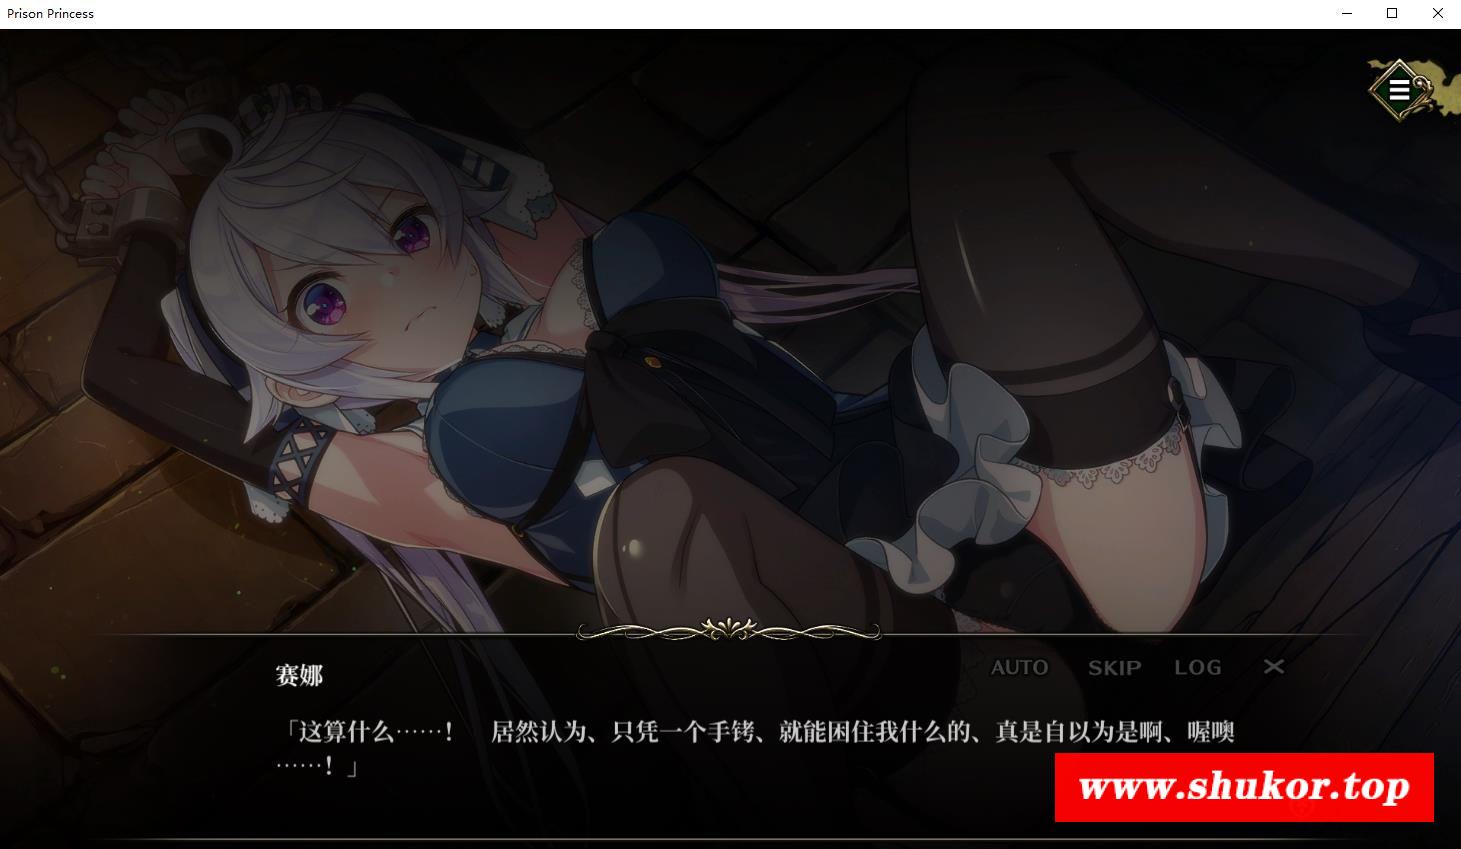 Prison Princess
赛娜
AUTO SKIP LOG
「这算什么……！ 居然认为、只凭一个手铐、就能困住我什么的、真是自以为是啊、喔噢
……！」
www.shukor.top